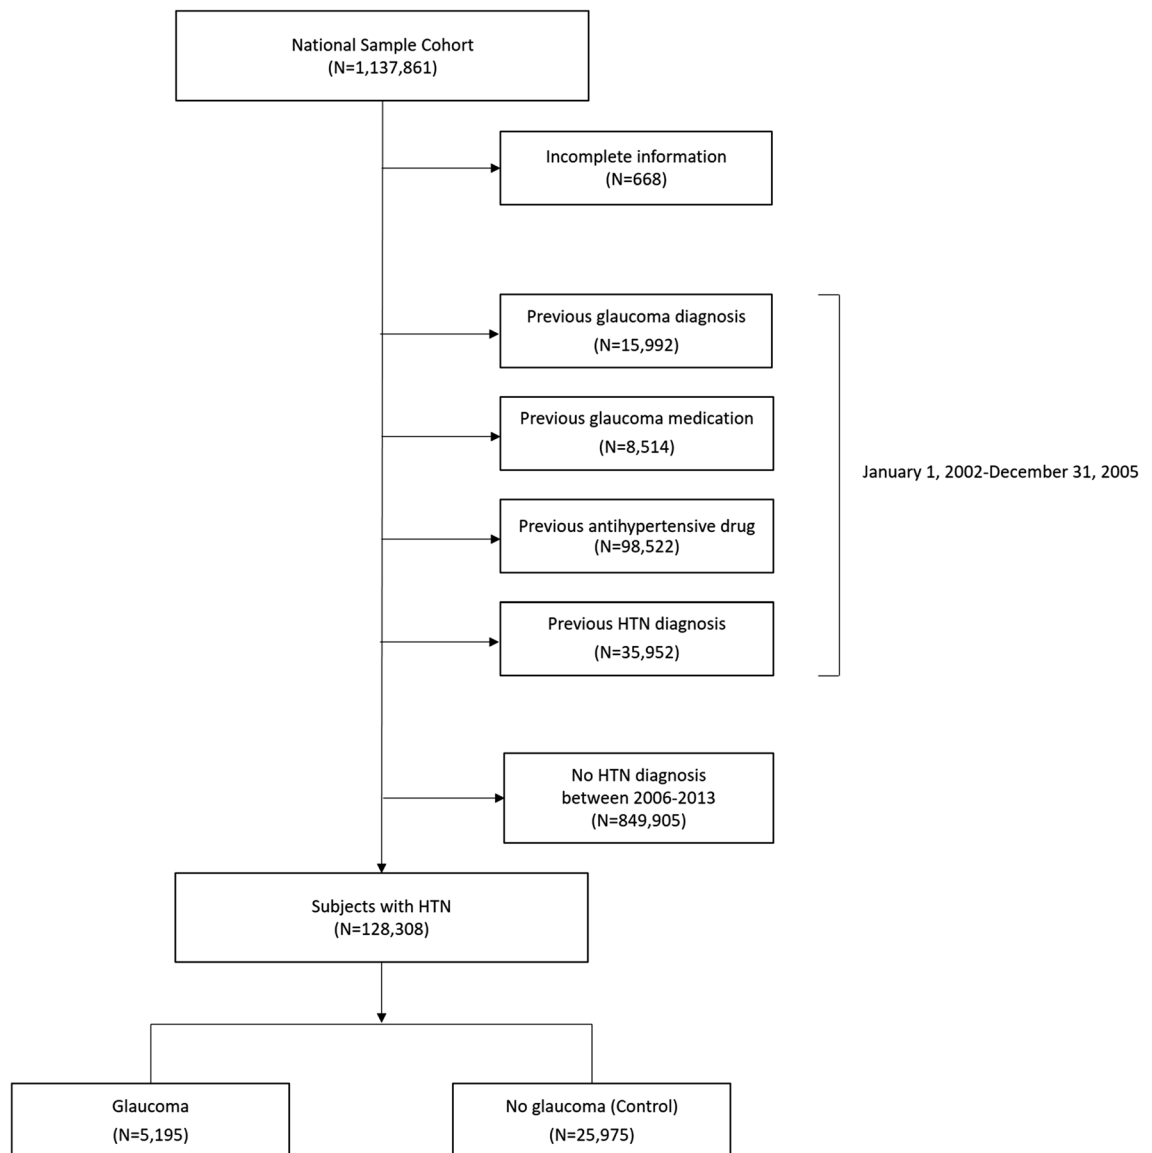 National Sample Cohort
(N=1,137,861)
Incomplete information
(N=668)
Previous glaucoma diagnosis
(N=15,992)
Previous glaucoma medication
(N=8,514)
January 1, 2002-December 31, 2005
Previous antihypertensive drug
(N=98,522)
Previous HTN diagnosis
(N=35,952)
No HTN diagnosis
between 2006-2013
(N=849,905)
Subjects with HTN
(N=128,308)
Glaucoma
(N=5,195)
No glaucoma (Control)
(N=25,975)